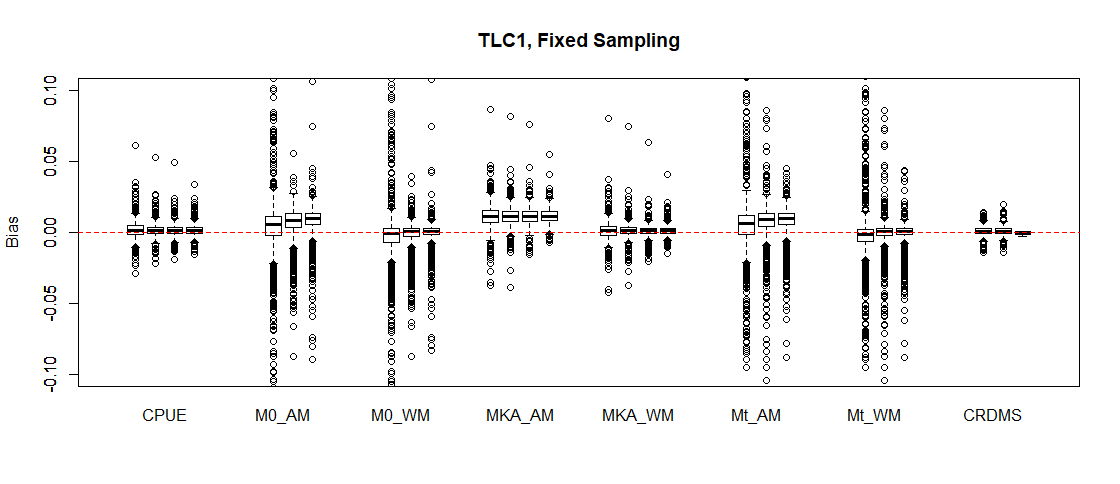 TLC1, Fixed Sampling
Bias
0.10
0.05
0.00
-0.05
-0.10
CPUE M0_AM M0_WM MKA_AM MKA_WM Mt_AM Mt_WM CRDMS